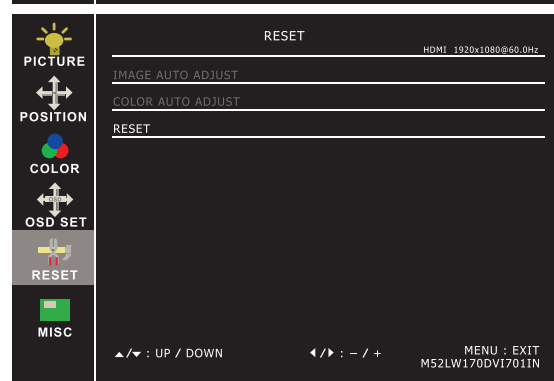 RESET
HDMI 1920x1080@60.0Hz
PICTURE
POSITION
COLOR
OSD
OSD SET
RESET
MISC
IMAGE AUTO ADJUST
COLOR AUTO ADJUST
RESET
▲/▼ : UP / DOWN
◀/▶ : – / +
MENU : EXIT
M52LW170DVI701IN